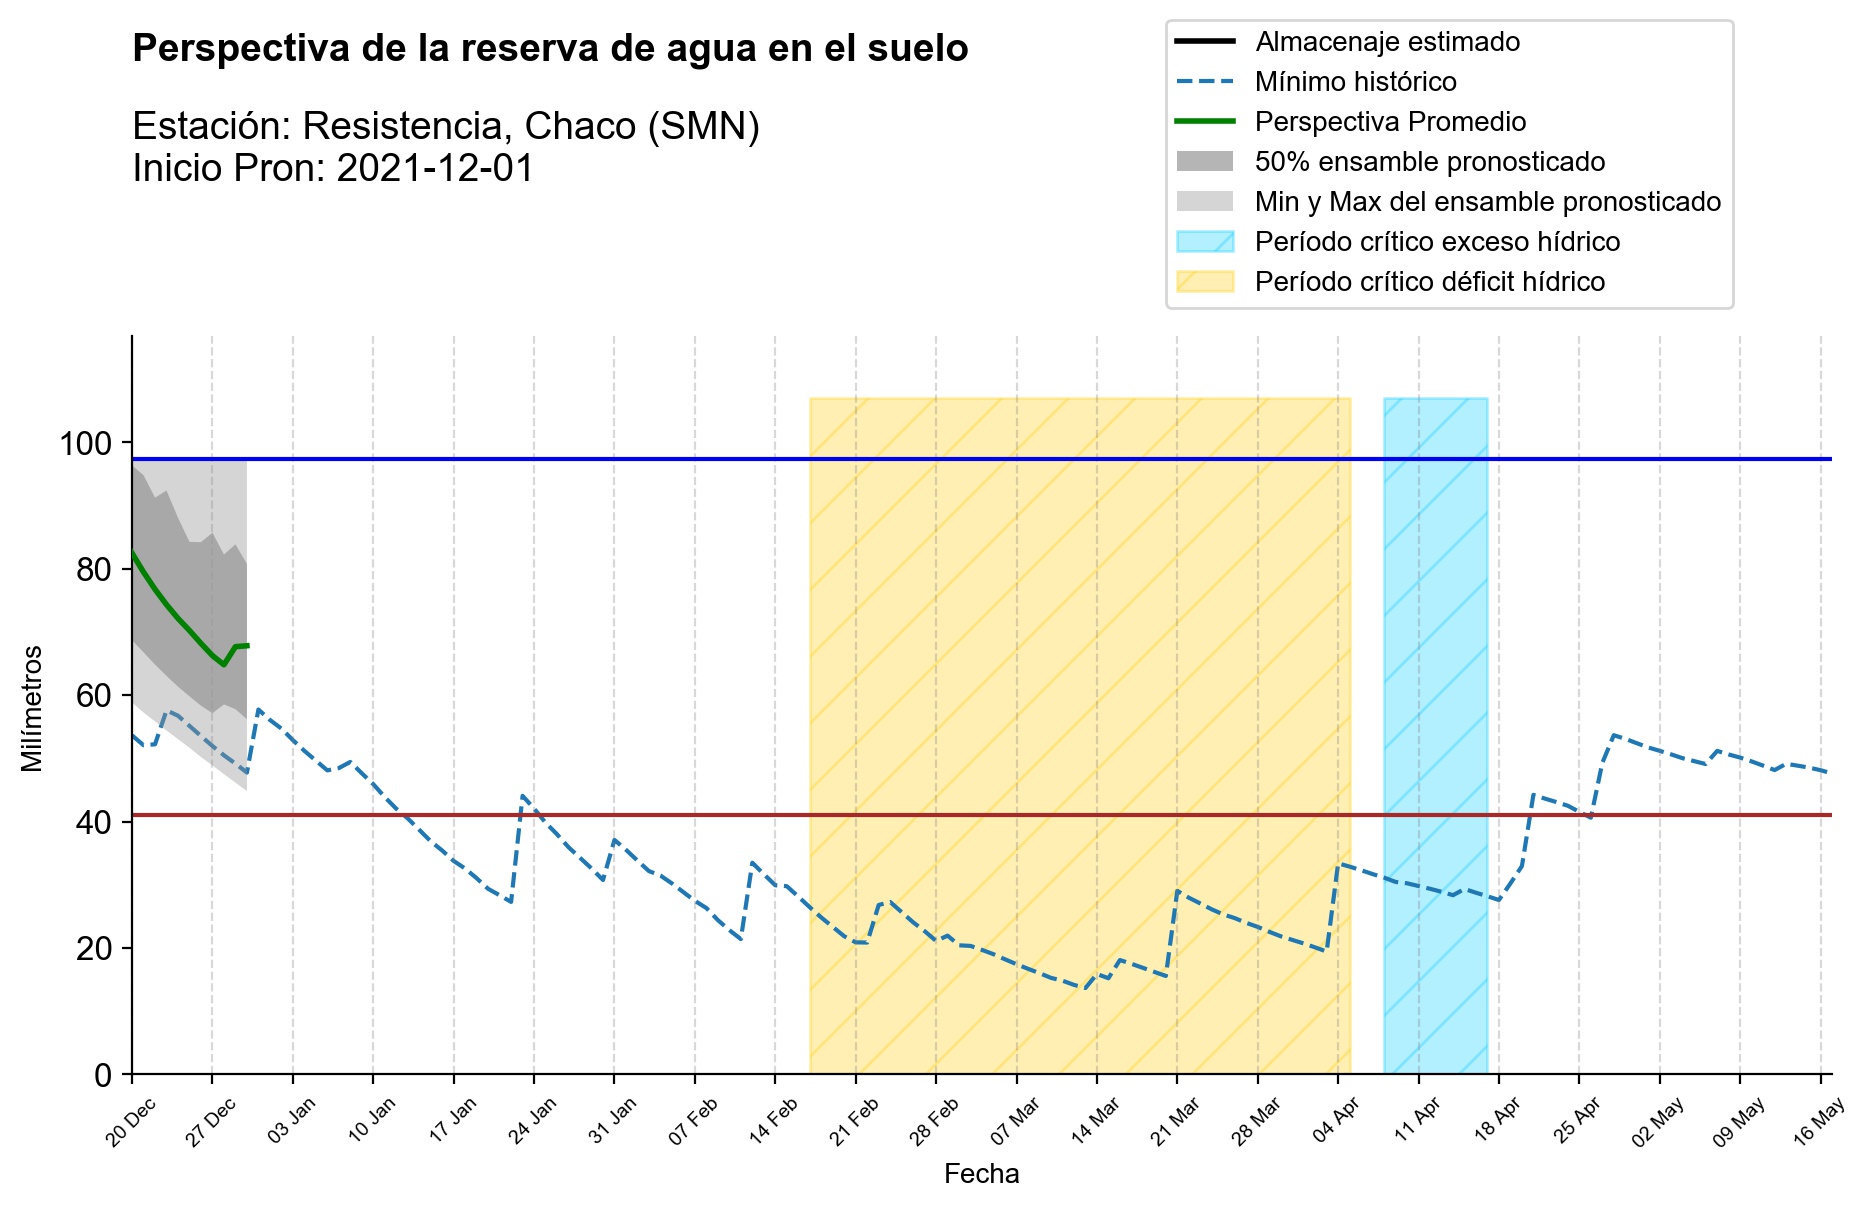 Perspectiva de la reserva de agua en el suelo
Estación: Resistencia, Chaco (SMN)
Inicio Pron: 2021-12-01
Almacenaje estimado
Mínimo histórico
Perspectiva Promedio
50% ensamble pronosticado
Min y Max del ensamble pronosticado
Período crítico exceso hídrico
Período crítico déficit hídrico
Milímetros
100
80
60
40
20
0
20 Dec
27 Dec
03 Jan
10 Jan
17 Jan
24 Jan
31 Jan
07 Feb
14 Feb
21 Feb
28 Feb
07 Mar
14 Mar
21 Mar
28 Mar
04 Apr
11 Apr
18 Apr
25 Apr
02 May
09 May
16 May
Fecha